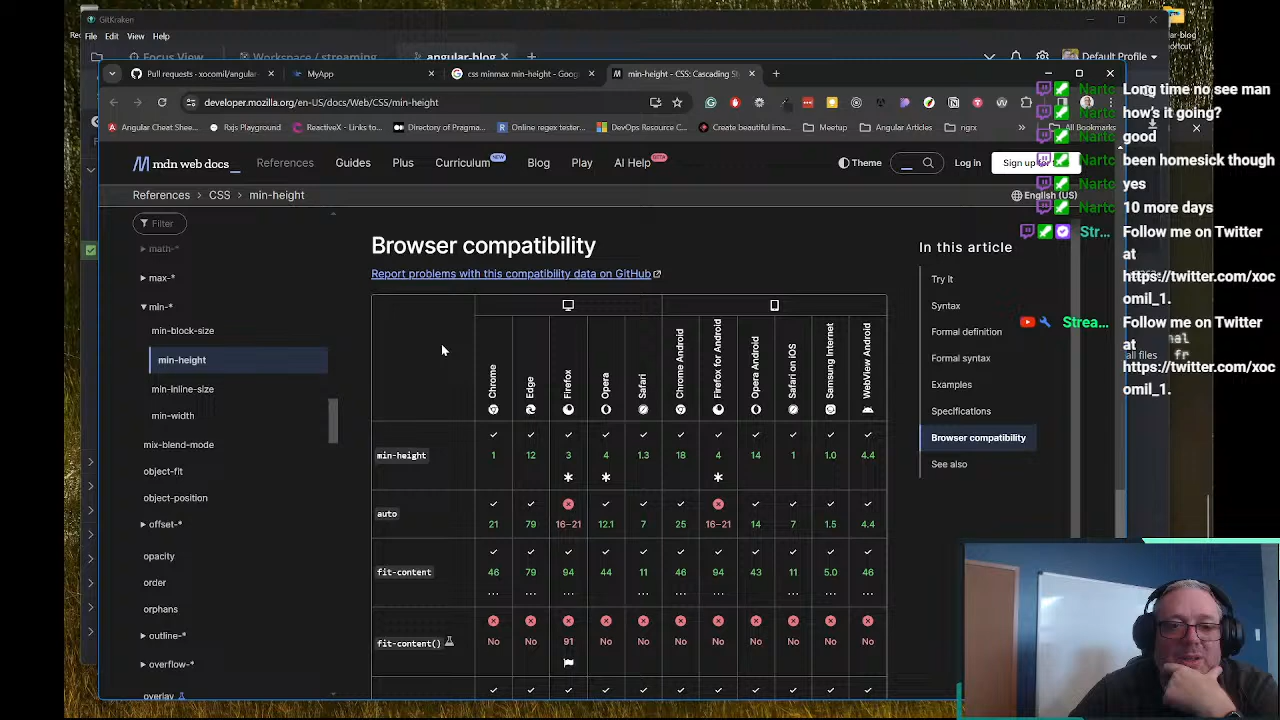 GitKraken
File Edit View Help
Focus View
Workspace / streaming
angular-blog
Default Profile
Pull requests - xocomil/angular
MyApp
css minmax min-height - Goog
min-height - CSS: Cascading St
developer.mozilla.org/en-US/docs/Web/CSS/min-height
Angular Cheat Shee...
Rxjs Playground
ReactiveX - Links to...
Directory of Pragma...
Online regex tester...
DevOps Resource C...
Create beautiful ima...
Meetup
Angular Articles
ngrx
»
All Bookmarks
mdn web docs
References
Guides
Plus
Curriculum NEW
Blog
Play
AI Help BETA
Theme
Log in
Sign up
References
CSS
min-height
English (US)
Filter
math-*
max-*
min-*
min-block-size
min-height
min-inline-size
min-width
mix-blend-mode
object-fit
object-position
offset-*
opacity
order
orphans
outline-*
overflow-*
overlay
Browser compatibility
Report problems with this compatibility data on GitHub
Chrome Edge Firefox Opera Safari Chrome Android Firefox for Android Opera Android Safari on iOS Samsung Internet WebView Android
min-height 1 12 3 4 1.3 18 4 14 1 1.0 4.4
* * *
auto 21 79 16–21 12.1 7 25 16–21 14 7 1.5 4.4
fit-content 46 79 94 44 11 46 94 43 11 5.0 46
... ... ... ... ... ... ... ... ... ... ...
fit-content() No No 91 No No No No No No No No
In this article
Try it
Syntax
Formal definition
Formal syntax
Examples
Specifications
Browser compatibility
See also
Long time no see man
how's it going?
Nartc good
Nartc been homesick though
Nartc yes
Nartc 10 more days
Str... Follow me on Twitter
at
https://twitter.com/xoc
omil_1.
Strea... Follow me on Twitter
at
https://twitter.com/xoc
omil_1.
all files